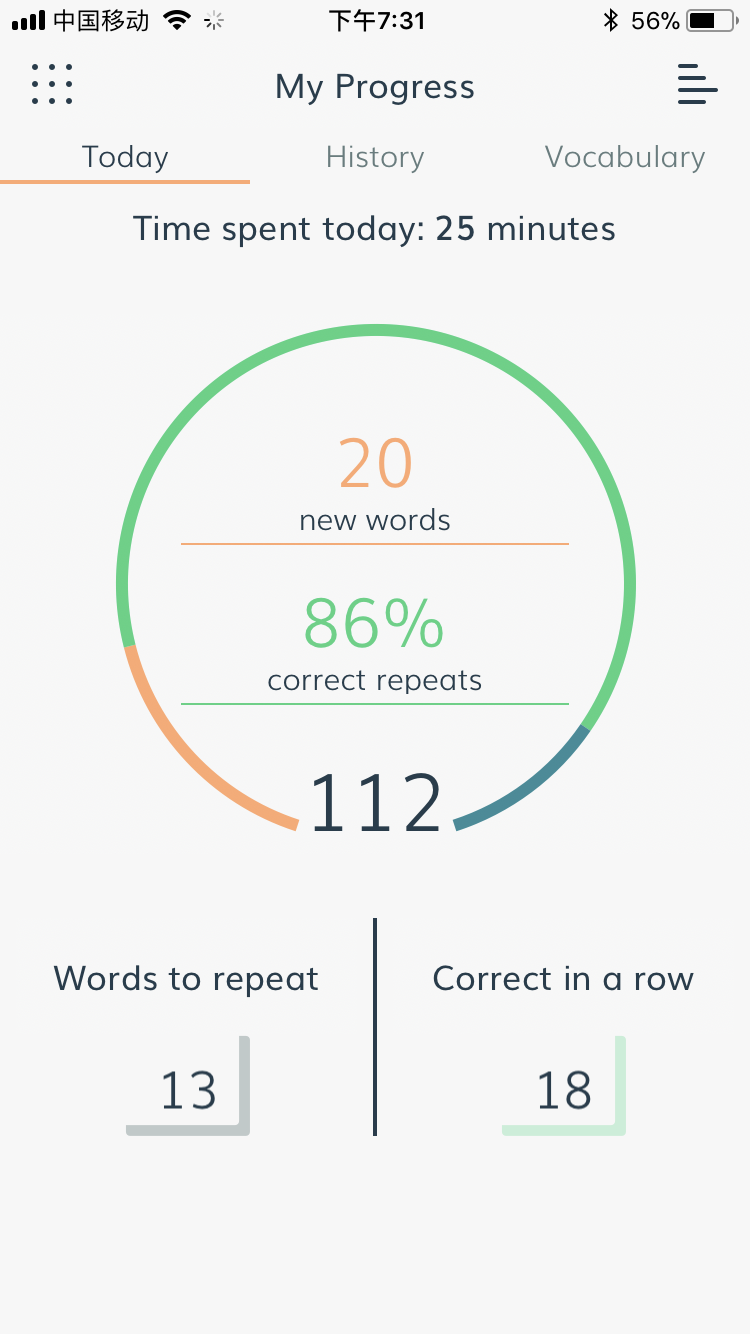 中国移动 下午7:31 56%
My Progress
Today History Vocabulary
Time spent today: 25 minutes
20
new words
86%
correct repeats
112
Words to repeat Correct in a row
13 18